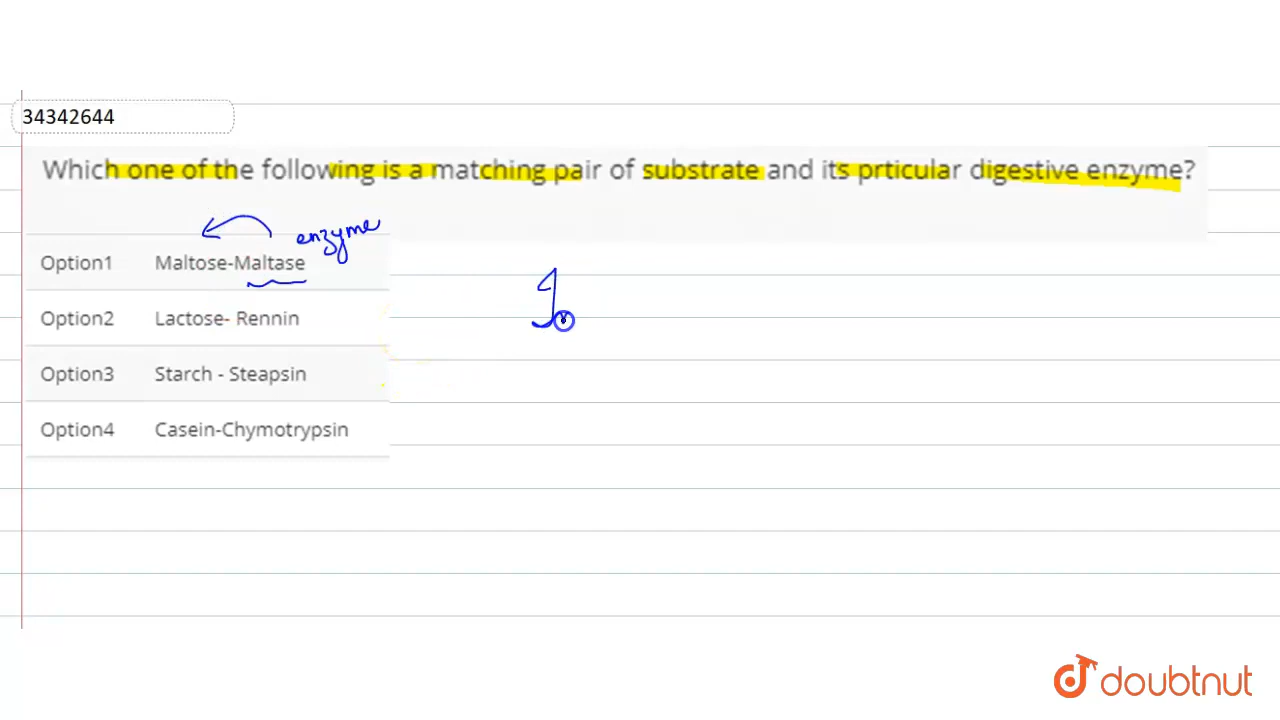 34342644
Which one of the following is a matching pair of substrate and its prticular digestive enzyme?
enzyme
Option1 Maltose-Maltase
Option2 Lactose- Rennin
Option3 Starch - Steapsin
Option4 Casein-Chymotrypsin
doubtnut